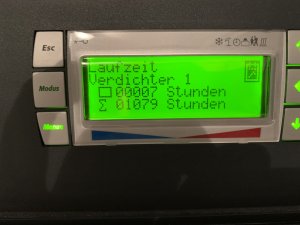 Esc
Modus
Menu
Laufzeit
Verdichter 1
00007 Stunden
Σ 01079 Stunden